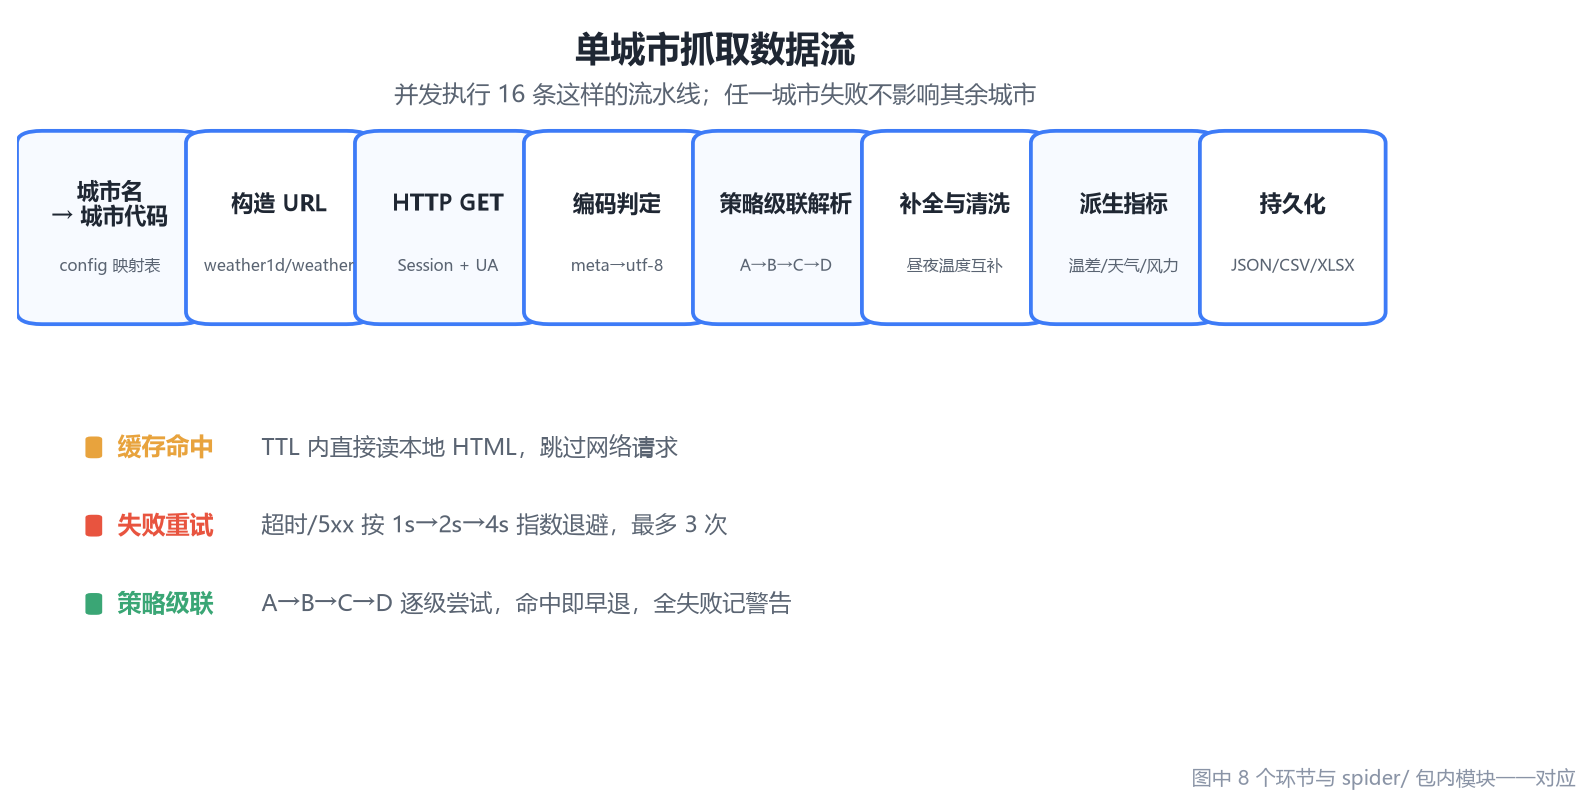 单城市抓取数据流
并发执行 16 条这样的流水线；任一城市失败不影响其余城市
城市名
→ 城市代码
config 映射表
构造 URL
weather1d/weather
HTTP GET
Session + UA
编码判定
meta→utf-8
策略级联解析
A→B→C→D
补全与清洗
昼夜温度互补
派生指标
温差/天气/风力
持久化
JSON/CSV/XLSX
缓存命中 TTL 内直接读本地 HTML，跳过网络请求
失败重试 超时/5xx 按 1s→2s→4s 指数退避，最多 3 次
策略级联 A→B→C→D 逐级尝试，命中即早退，全失败记警告
图中 8 个环节与 spider/ 包内模块一一对应